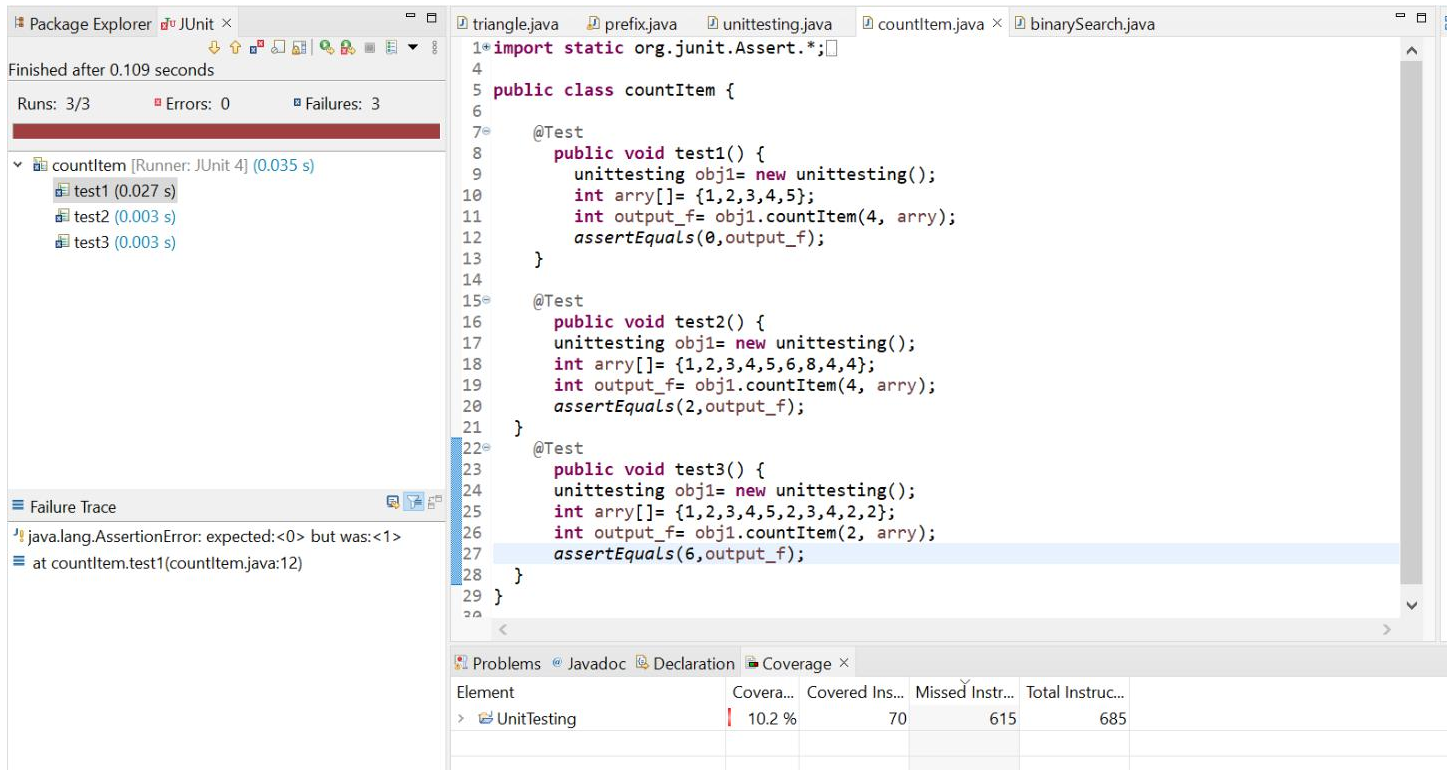 Package Explorer JUnit
Finished after 0.109 seconds
Runs: 3/3 Errors: 0 Failures: 3
countItem [Runner: JUnit 4] (0.035 s)
test1 (0.027 s)
test2 (0.003 s)
test3 (0.003 s)
Failure Trace
java.lang.AssertionError: expected:<0> but was:<1>
at countItem.test1(countItem.java:12)
triangle.java prefix.java unittesting.java countItem.java binarySearch.java
1 import static org.junit.Assert.*;
4
5 public class countItem {
6
7 @Test
8 public void test1() {
9 unittesting obj1= new unittesting();
10 int arry[]= {1,2,3,4,5};
11 int output_f= obj1.countItem(4, arry);
12 assertEquals(0,output_f);
13 }
14
15 @Test
16 public void test2() {
17 unittesting obj1= new unittesting();
18 int arry[]= {1,2,3,4,5,6,8,4,4};
19 int output_f= obj1.countItem(4, arry);
20 assertEquals(2,output_f);
21 }
22 @Test
23 public void test3() {
24 unittesting obj1= new unittesting();
25 int arry[]= {1,2,3,4,5,2,3,4,2,2};
26 int output_f= obj1.countItem(2, arry);
27 assertEquals(6,output_f);
28 }
29 }
30
Problems Javadoc Declaration Coverage
Element Covera... Covered Ins... Missed Instr... Total Instruc...
UnitTesting 10.2 % 70 615 685